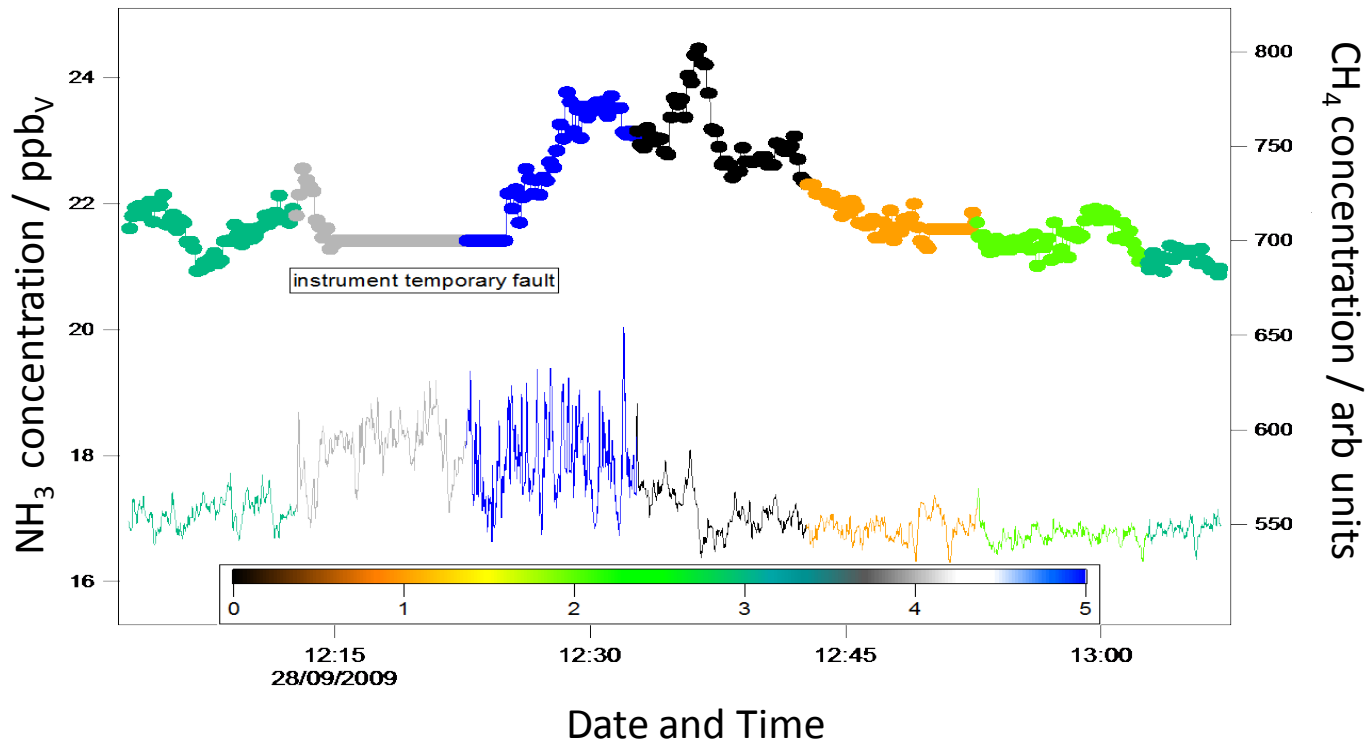 NH3 concentration / ppbV
24
22
20
18
16
CH4 concentration / arb units
800
750
700
650
600
550
instrument temporary fault
0 1 2 3 4 5
12:15 12:30 12:45 13:00
28/09/2009
Date and Time